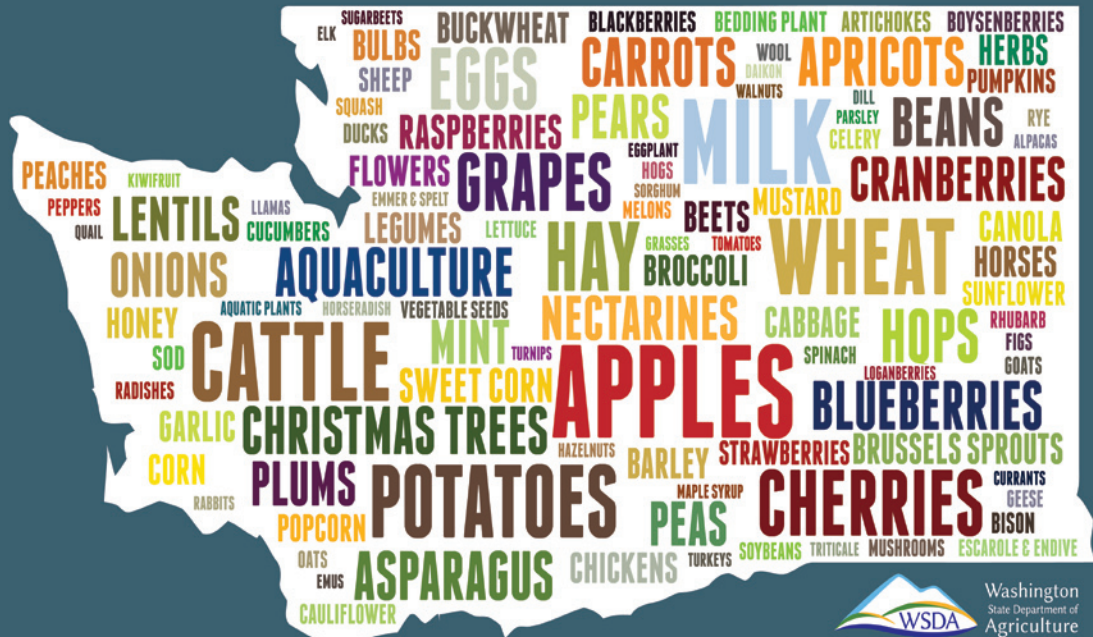 SUGARBEETS
ELK
BULBS
BUCKWHEAT
BLACKBERRIES
BEDDING PLANT
ARTICHOKES
BOYSENBERRIES
SHEEP
EGGS
CARROTS
WOOL
DAIKON
WALNUTS
APRICOTS
HERBS
PUMPKINS
SQUASH
DUCKS
RASPBERRIES
PEARS
MILK
DILL
PARSLEY
CELERY
BEANS
RYE
ALPACAS
PEACHES
KIWIFRUIT
FLOWERS
GRAPES
EGGPLANT
HOGS
SORGHUM
MELONS
CRANBERRIES
PEPPERS
QUAIL
LENTILS
LLAMAS
CUCUMBERS
EMMER & SPELT
LEGUMES
LETTUCE
BEETS
MUSTARD
CANOLA
ONIONS
AQUACULTURE
HAY
GRASSES
TOMATOES
BROCCOLI
WHEAT
HORSES
SUNFLOWER
HONEY
AQUATIC PLANTS
HORSERADISH
VEGETABLE SEEDS
NECTARINES
CABBAGE
HOPS
RHUBARB
FIGS
GOATS
SOD
CATTLE
MINT
TURNIPS
SPINACH
LOGANBERRIES
RADISHES
SWEET CORN
APPLES
BLUEBERRIES
GARLIC
CHRISTMAS TREES
HAZELNUTS
BARLEY
STRAWBERRIES
BRUSSELS SPROUTS
CORN
RABBITS
PLUMS
POTATOES
MAPLE SYRUP
CHERRIES
CURRANTS
GEESE
BISON
POPCORN
PEAS
OATS
EMUS
ASPARAGUS
CHICKENS
TURKEYS
SOYBEANS
TRITICALE
MUSHROOMS
ESCAROLE & ENDIVE
CAULIFLOWER
WSDA
Washington
State Department of
Agriculture